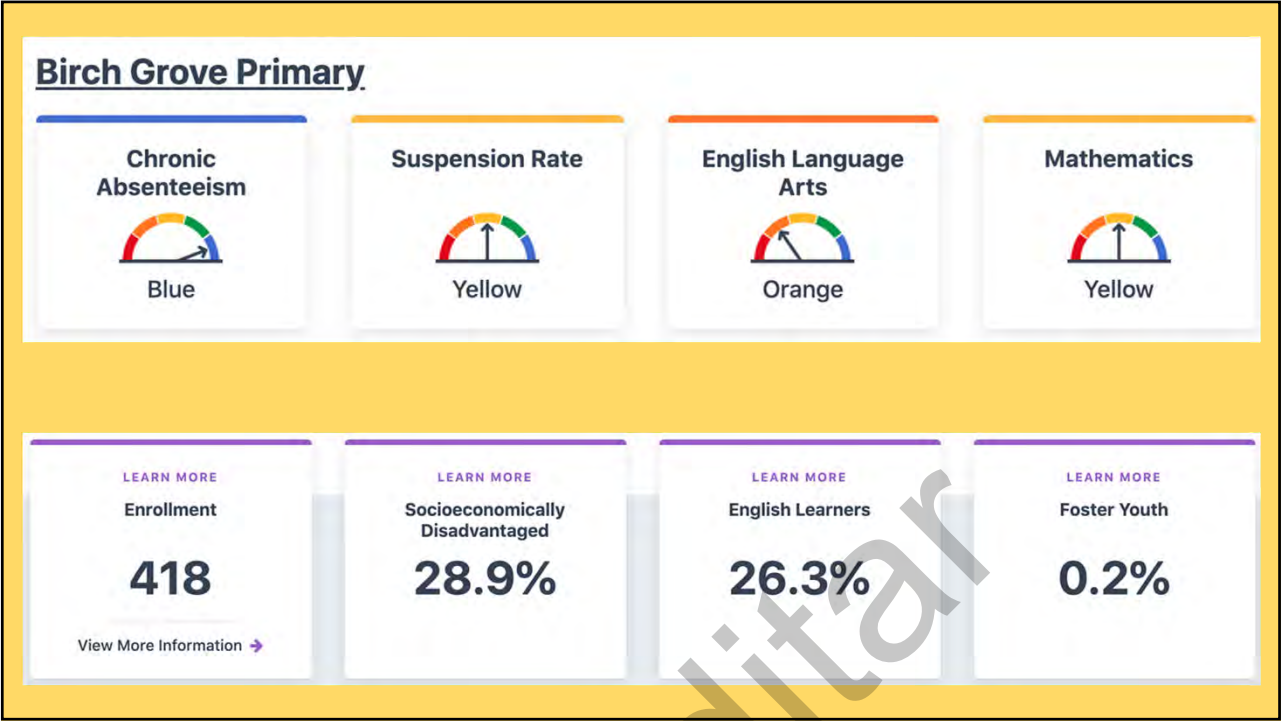 Birch Grove Primary
Chronic
Absenteeism
Blue
Suspension Rate
Yellow
English Language
Arts
Orange
Mathematics
Yellow
LEARN MORE
Enrollment
418
View More Information
LEARN MORE
Socioeconomically
Disadvantaged
28.9%
LEARN MORE
English Learners
26.3%
LEARN MORE
Foster Youth
0.2%
ditar